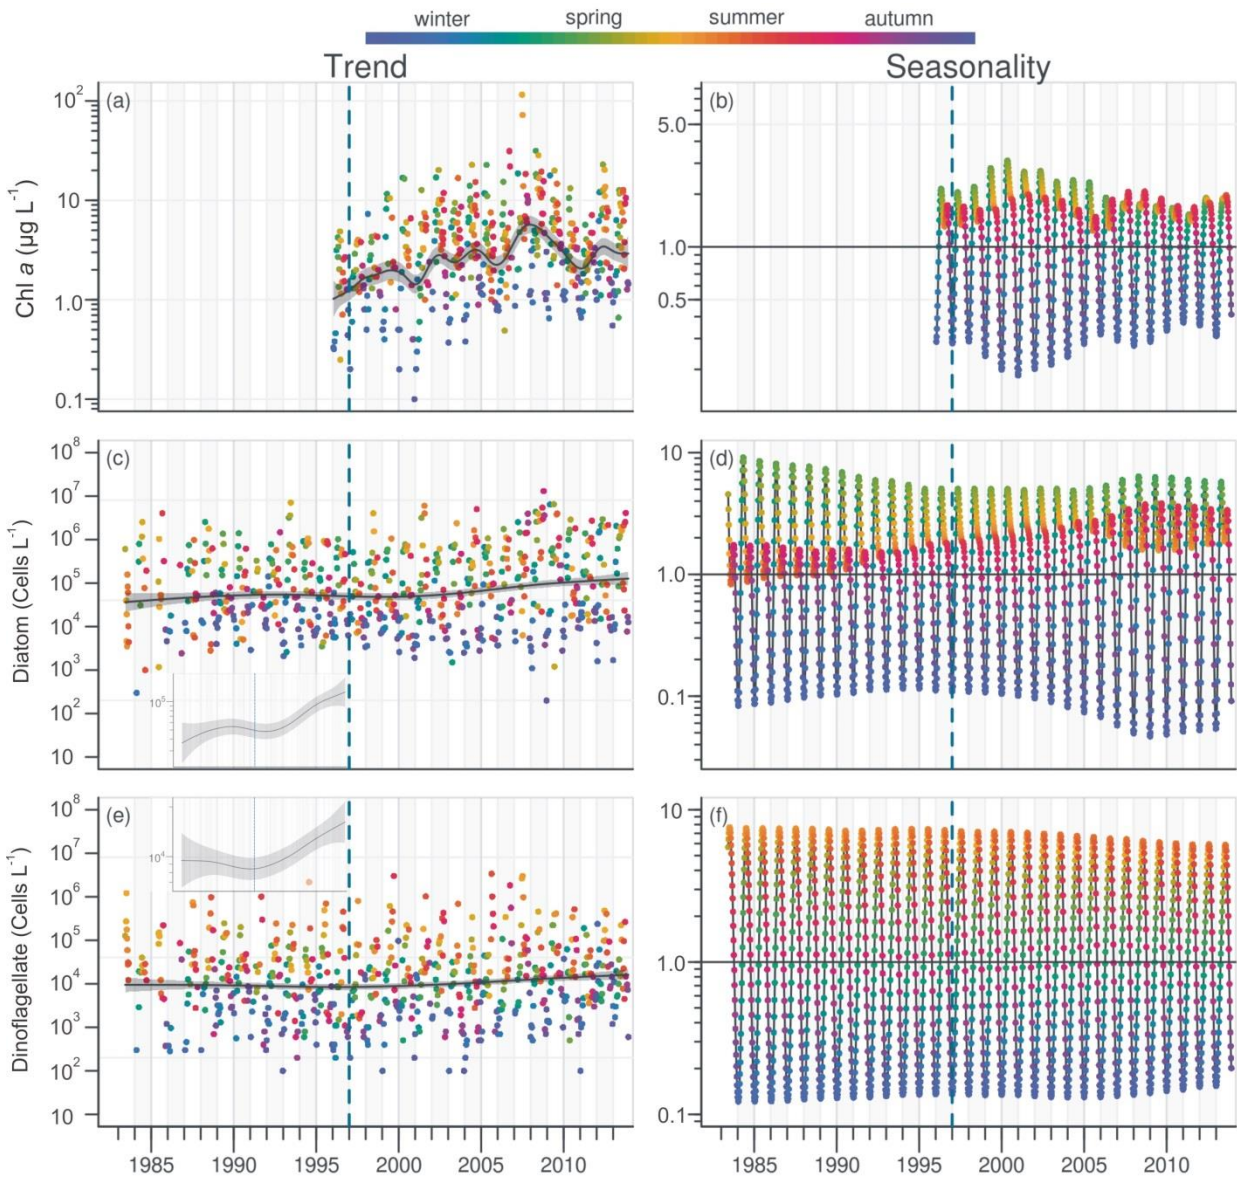 winter spring summer autumn
Trend Seasonality
(a) (b)
Chl a (µg L⁻¹)
10² 10 1.0 0.1
5.0 1.0 0.5
(c) (d)
Diatom (Cells L⁻¹)
10⁸ 10⁷ 10⁶ 10⁵ 10⁴ 10³ 10² 10
10⁵
10 1.0 0.1
(e) (f)
Dinoflagellate (Cells L⁻¹)
10⁸ 10⁷ 10⁶ 10⁵ 10⁴ 10³ 10² 10
10⁴
10 1.0 0.1
1985 1990 1995 2000 2005 2010 1985 1990 1995 2000 2005 2010